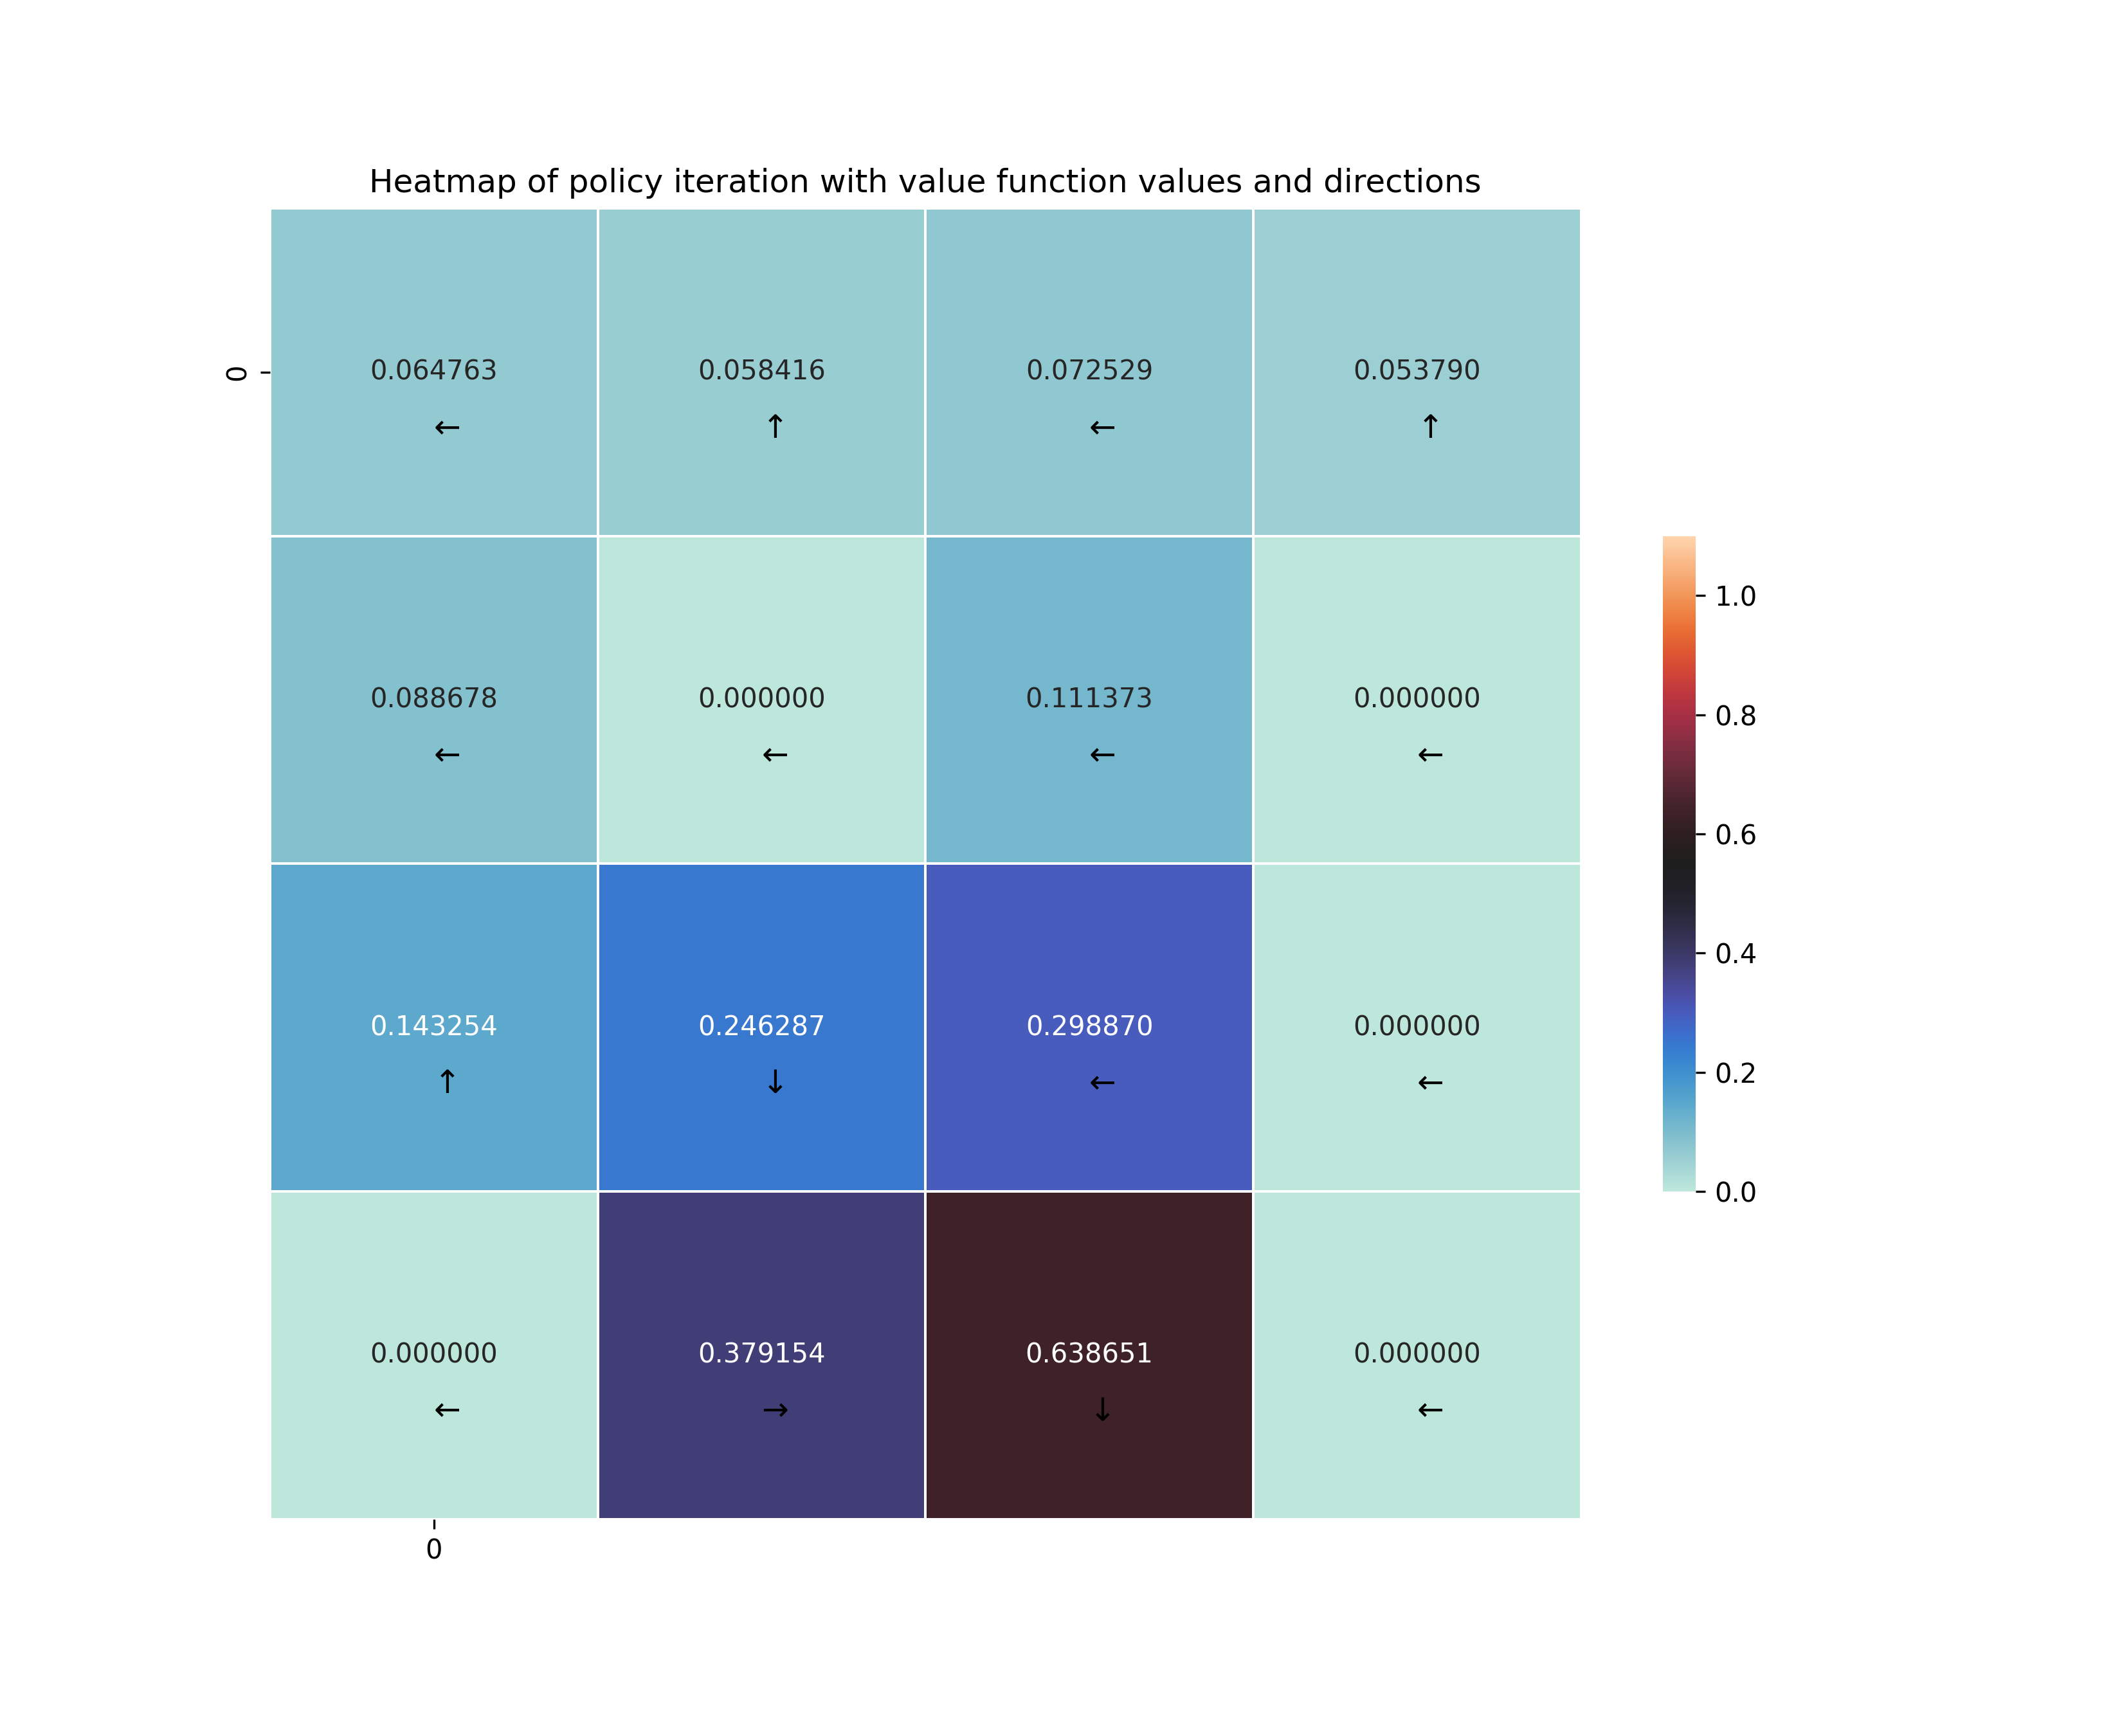 Heatmap of policy iteration with value function values and directions
0
0.064763 0.058416 0.072529 0.053790
← ↑ ← ↑
0.088678 0.000000 0.111373 0.000000
← ← ← ←
0.143254 0.246287 0.298870 0.000000
↑ ↓ ← ←
0.000000 0.379154 0.638651 0.000000
← → ↓ ←
0
1.0
0.8
0.6
0.4
0.2
0.0